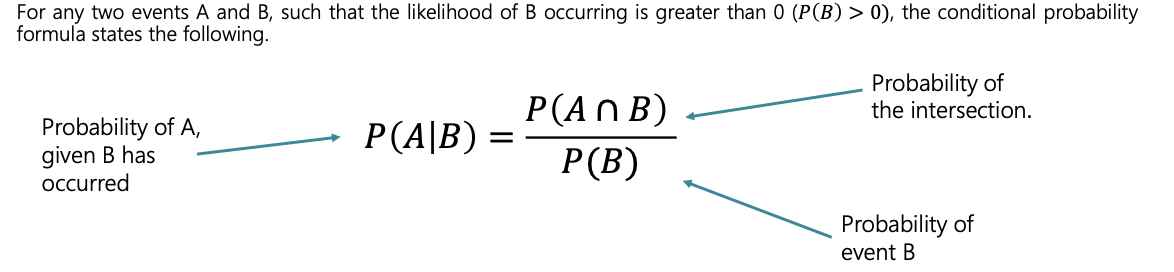 For any two events A and B, such that the likelihood of B occurring is greater than 0 (P(B) > 0), the conditional probability
formula states the following.
Probability of A,
given B has
occurred
P(A|B) = P(A ∩ B) / P(B)
Probability of
the intersection.
Probability of
event B